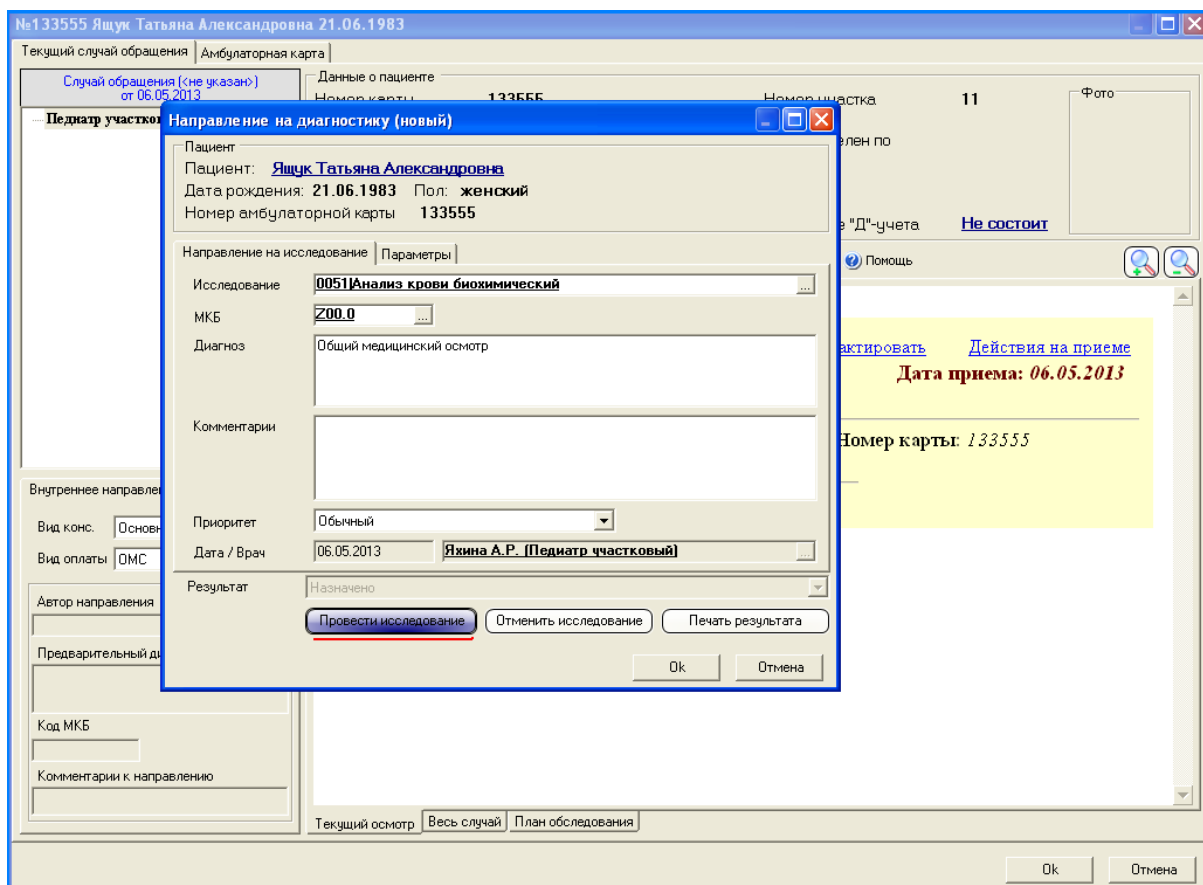 №133555 Ящук Татьяна Александровна 21.06.1983
Текущий случай обращения Амбулаторная карта
Случай обращения (<не указан>)
от 06.05.2013
Педиатр
Данные о пациенте
Номер карты 133555 Номер участка 11 Фото
по
"Д"-учета Не состоит
Помощь
Направление на диагностику (новый)
Пациент
Пациент: Ящук Татьяна Александровна
Дата рождения: 21.06.1983 Пол: женский
Номер амбулаторной карты 133555
Направление на исследование Параметры
Исследование 0051|Анализ крови биохимический ...
МКБ Z00.0 ...
Диагноз Общий медицинский осмотр
Комментарии
Приоритет Обычный
Дата / Врач 06.05.2013 Яхина А.Р. (Педиатр участковый) ...
Результат Назначено
Провести исследование Отменить исследование Печать результата
Ok Отмена
Действия на приеме
Дата приема: 06.05.2013
Номер карты: 133555
Внутреннее
Вид конс.
Вид оплаты ОМС
Автор направления
Предварительный
Код МКБ
Комментарии к направлению
Текущий осмотр Весь случай План обследования
Ok Отмена